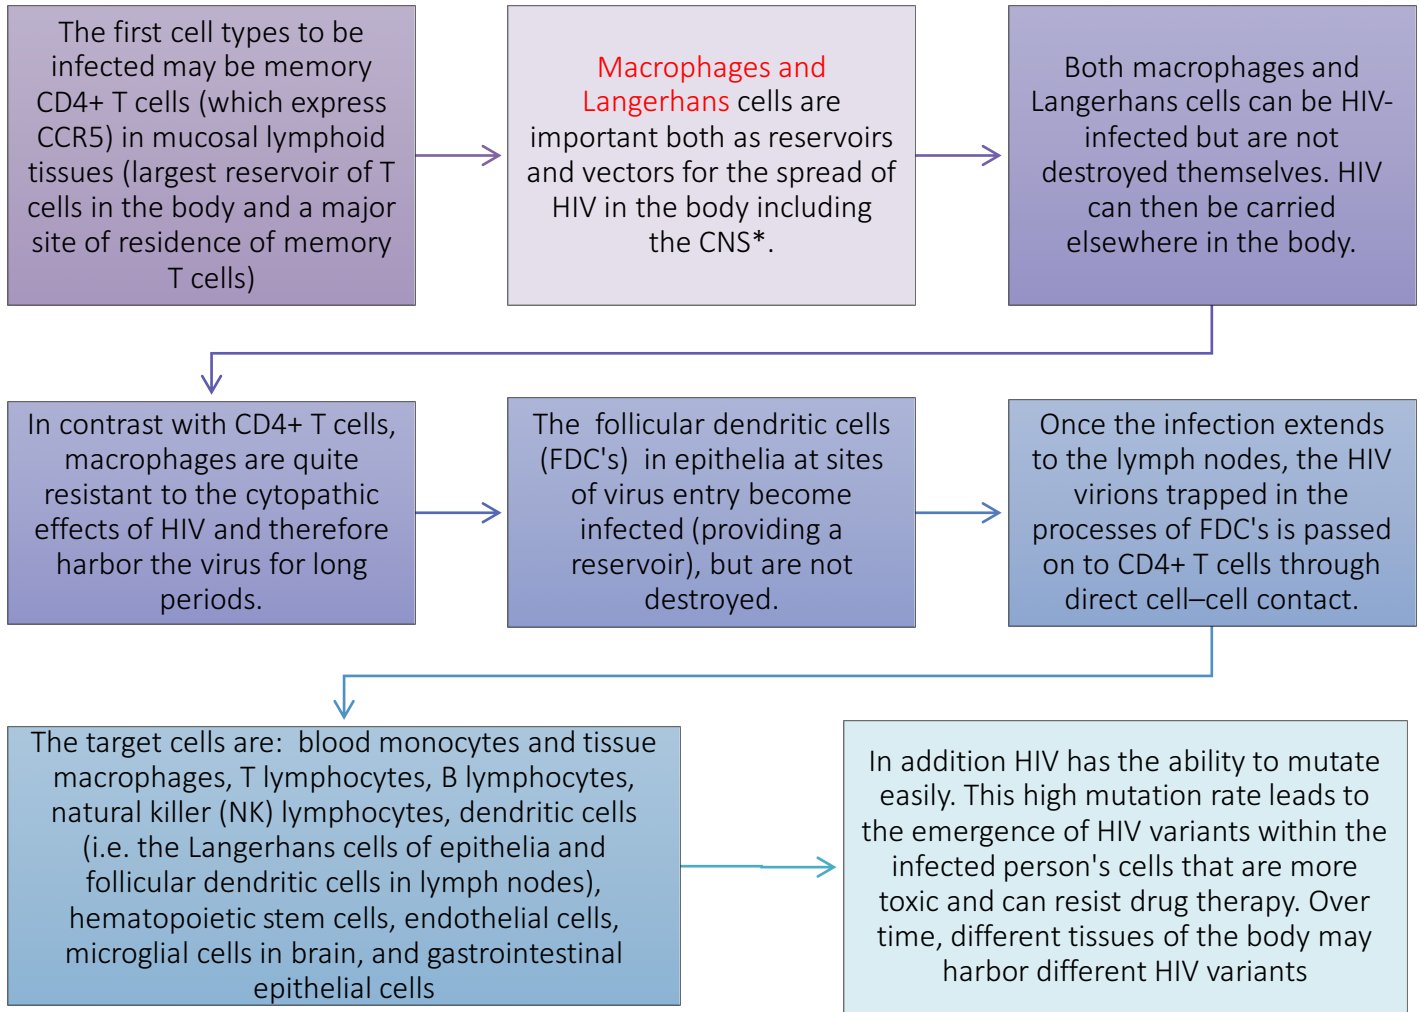 The first cell types to be
infected may be memory
CD4+ T cells (which express
CCR5) in mucosal lymphoid
tissues (largest reservoir of T
cells in the body and a major
site of residence of memory
T cells)
Macrophages and
Langerhans cells are
important both as reservoirs
and vectors for the spread of
HIV in the body including
the CNS*.
Both macrophages and
Langerhans cells can be HIV-
infected but are not
destroyed themselves. HIV
can then be carried
elsewhere in the body.
In contrast with CD4+ T cells,
macrophages are quite
resistant to the cytopathic
effects of HIV and therefore
harbor the virus for long
periods.
The follicular dendritic cells
(FDC's) in epithelia at sites
of virus entry become
infected (providing a
reservoir), but are not
destroyed.
Once the infection extends
to the lymph nodes, the HIV
virions trapped in the
processes of FDC's is passed
on to CD4+ T cells through
direct cell–cell contact.
The target cells are: blood monocytes and tissue
macrophages, T lymphocytes, B lymphocytes,
natural killer (NK) lymphocytes, dendritic cells
(i.e. the Langerhans cells of epithelia and
follicular dendritic cells in lymph nodes),
hematopoietic stem cells, endothelial cells,
microglial cells in brain, and gastrointestinal
epithelial cells
In addition HIV has the ability to mutate
easily. This high mutation rate leads to
the emergence of HIV variants within the
infected person's cells that are more
toxic and can resist drug therapy. Over
time, different tissues of the body may
harbor different HIV variants